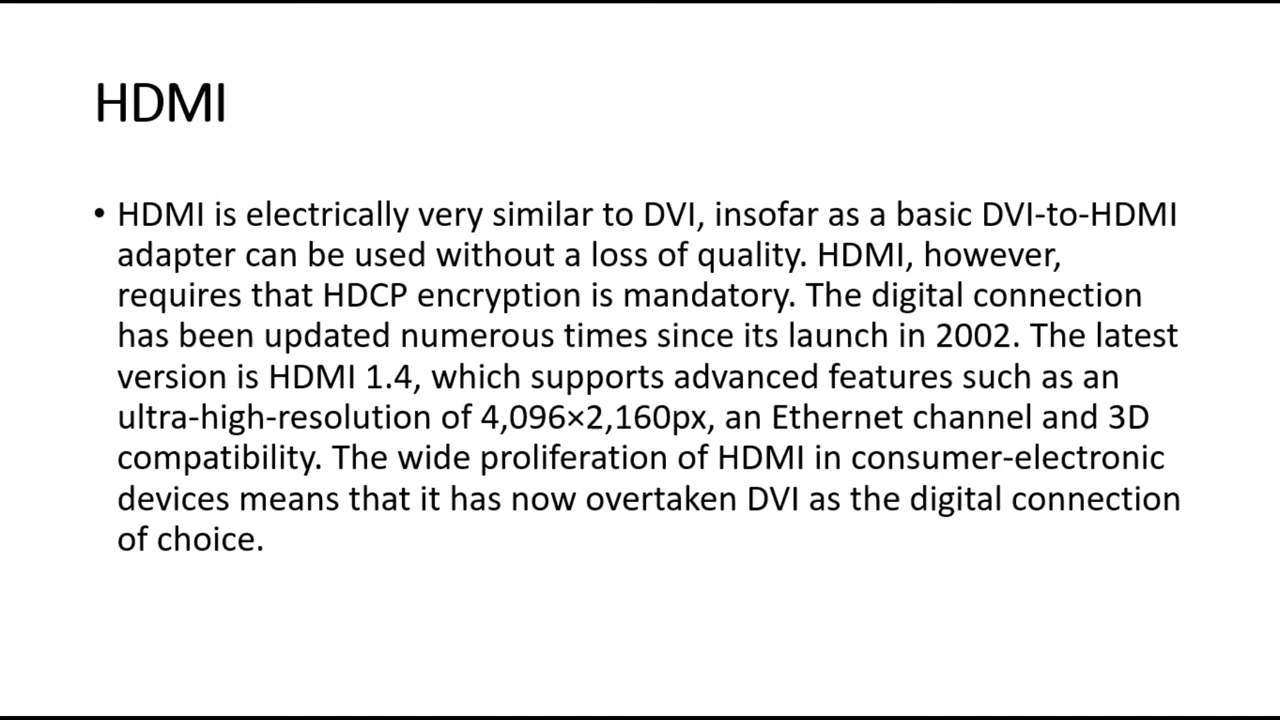 HDMI
• HDMI is electrically very similar to DVI, insofar as a basic DVI-to-HDMI
adapter can be used without a loss of quality. HDMI, however,
requires that HDCP encryption is mandatory. The digital connection
has been updated numerous times since its launch in 2002. The latest
version is HDMI 1.4, which supports advanced features such as an
ultra-high-resolution of 4,096×2,160px, an Ethernet channel and 3D
compatibility. The wide proliferation of HDMI in consumer-electronic
devices means that it has now overtaken DVI as the digital connection
of choice.